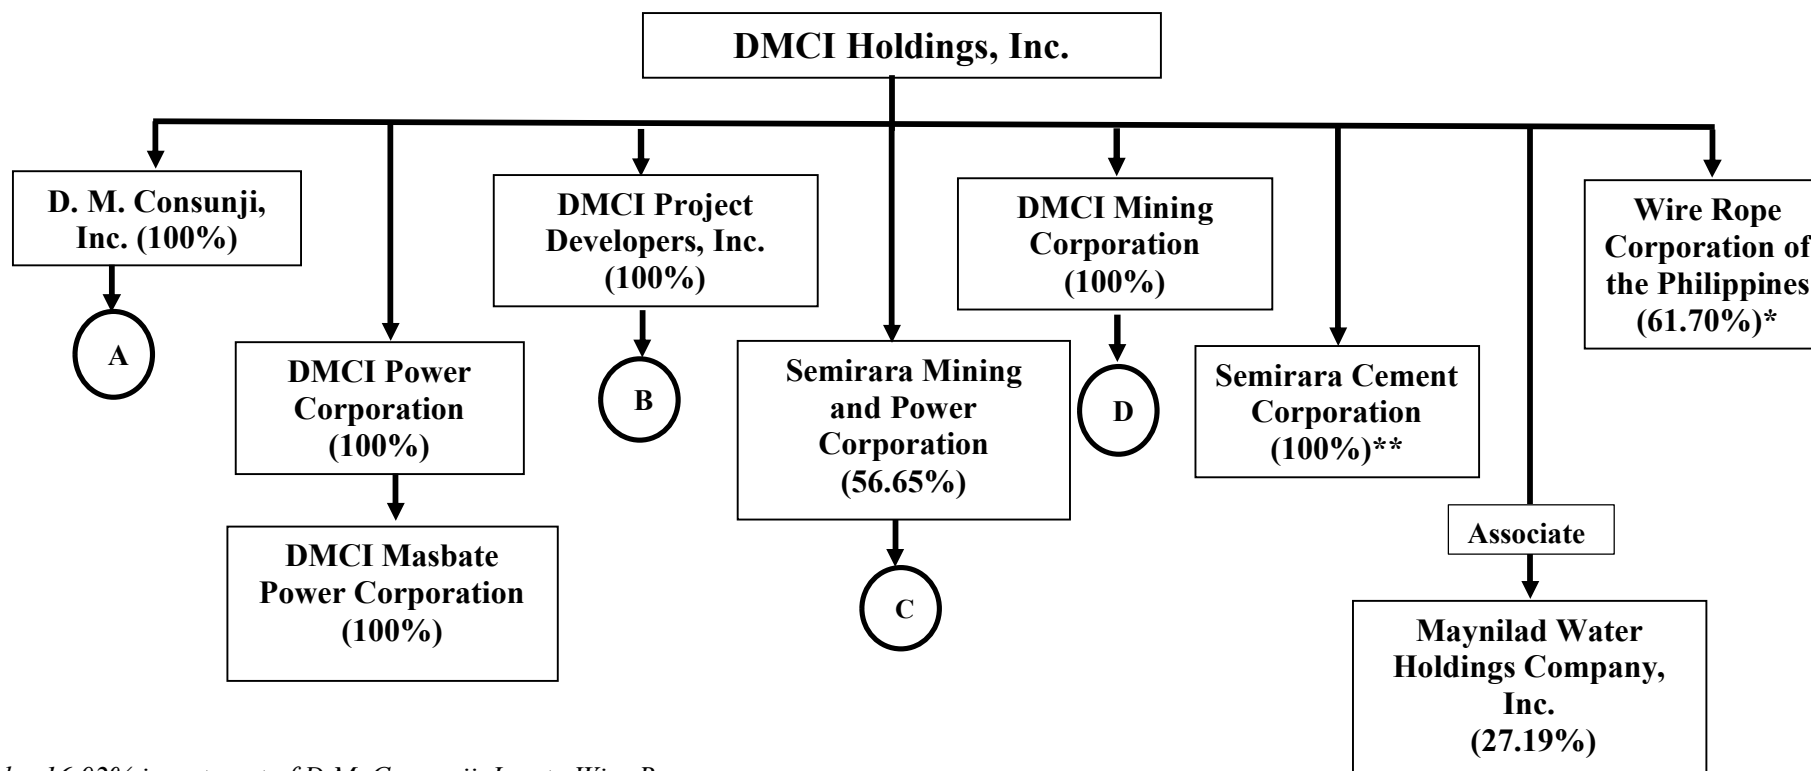 DMCI Holdings, Inc.
D. M. Consunji,
Inc. (100%)
A
DMCI Power
Corporation
(100%)
DMCI Masbate
Power Corporation
(100%)
DMCI Project
Developers, Inc.
(100%)
B
Semirara Mining
and Power
Corporation
(56.65%)
C
DMCI Mining
Corporation
(100%)
D
Semirara Cement
Corporation
(100%)**
Associate
Maynilad Water
Holdings Company,
Inc.
(27.19%)
Wire Rope
Corporation of
the Philippines
(61.70%)*